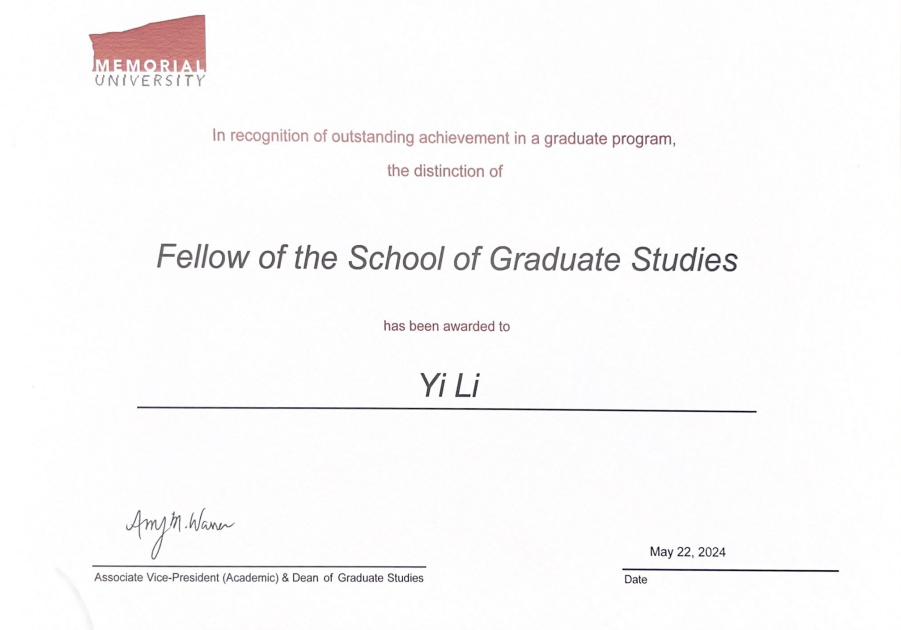 MEMORIAL
UNIVERSITY
In recognition of outstanding achievement in a graduate program,
the distinction of
Fellow of the School of Graduate Studies
has been awarded to
Yi Li
Amy M. Warren
May 22, 2024
Associate Vice-President (Academic) & Dean of Graduate Studies
Date